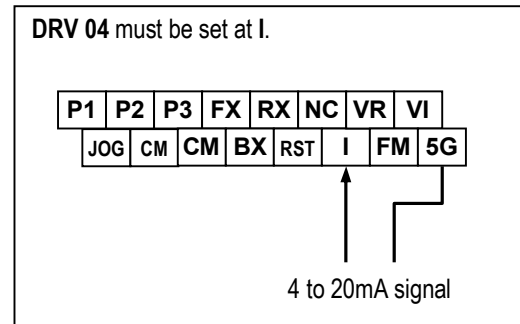 DRV 04 must be set at I.
P1 P2 P3 FX RX NC VR VI
JOG CM CM BX RST I FM 5G
4 to 20mA signal